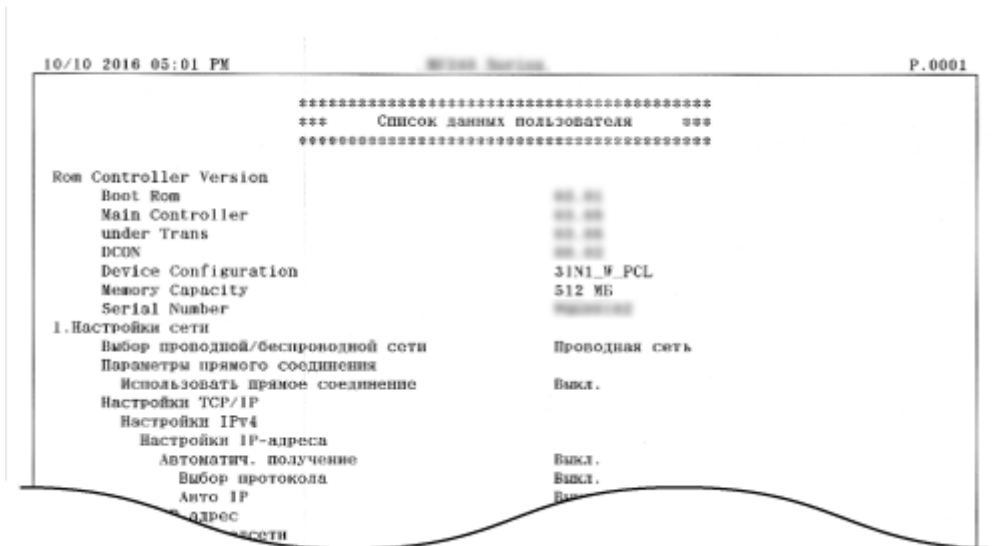 10/10 2016 05:01 PM P.0001
******************************************
*** Список данных пользователя ***
******************************************
Rom Controller Version
Boot Rom
Main Controller
under Trans
DCON
Device Configuration 3IN1_W_PCL
Memory Capacity 512 МБ
Serial Number
1.Настройки сети
Выбор проводной/беспроводной сети Проводная сеть
Параметры прямого соединения
Использовать прямое соединение Выкл.
Настройки TCP/IP
Настройки IPv4
Настройки IP-адреса
Автоматич. получение Выкл.
Выбор протокола Выкл.
Авто IP